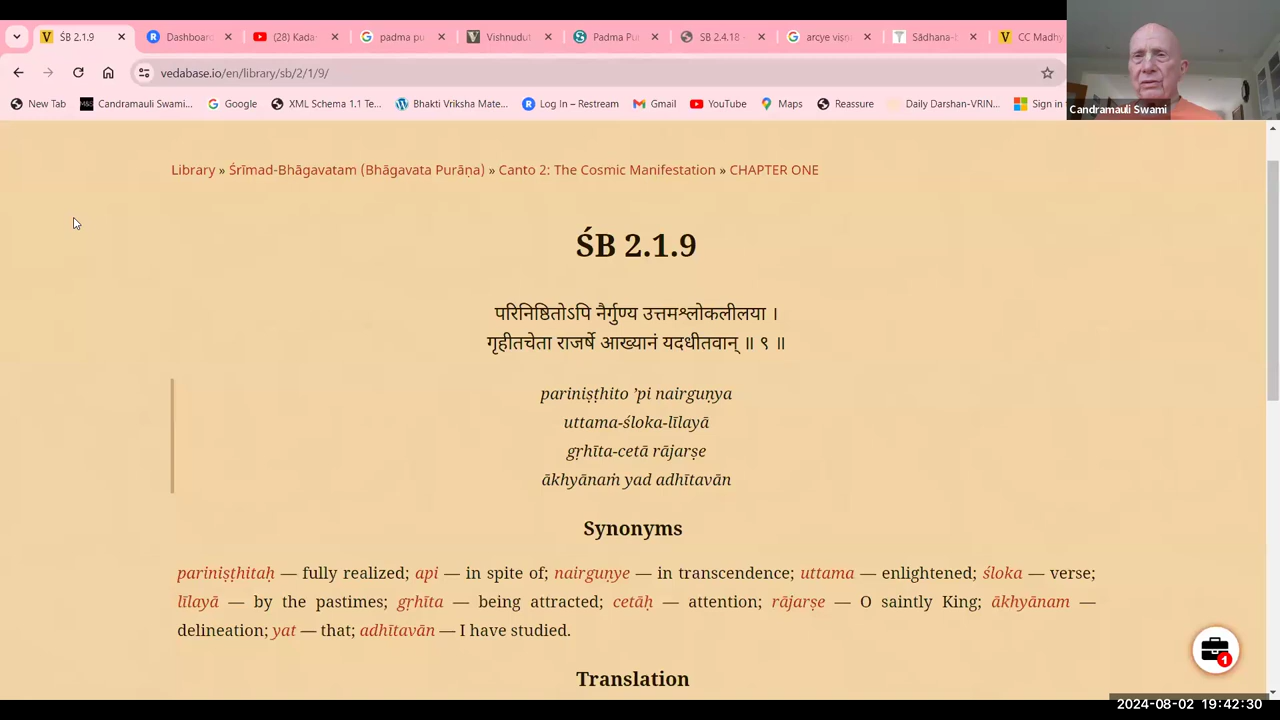 ŚB 2.1.9
Dashboard
(28) Kada
padma pu
Vishnudut
Padma Pur
SB 2.4.18 -
arcye viṣṇ
Sādhana-b
CC Madhy
vedabase.io/en/library/sb/2/1/9/
New Tab
Candramauli Swami...
Google
XML Schema 1.1 Te...
Bhakti Vriksha Mate...
Log In – Restream
Gmail
YouTube
Maps
Reassure
Daily Darshan-VRIN...
Sign in
Candramauli Swami
Library » Śrīmad-Bhāgavatam (Bhāgavata Purāṇa) » Canto 2: The Cosmic Manifestation » CHAPTER ONE
ŚB 2.1.9
परिनिष्ठितोऽपि नैर्गुण्य उत्तमश्लोकलीलया ।
गृहीतचेता राजर्षे आख्यानं यदधीतवान् ॥ ९ ॥
pariniṣṭhito ’pi nairguṇya
uttama-śloka-līlayā
gṛhīta-cetā rājarṣe
ākhyānaṁ yad adhītavān
Synonyms
pariniṣṭhitaḥ — fully realized; api — in spite of; nairguṇye — in transcendence; uttama — enlightened; śloka — verse;
līlayā — by the pastimes; gṛhīta — being attracted; cetāḥ — attention; rājarṣe — O saintly King; ākhyānam —
delineation; yat — that; adhītavān — I have studied.
1
Translation
2024-08-02 19:42:30